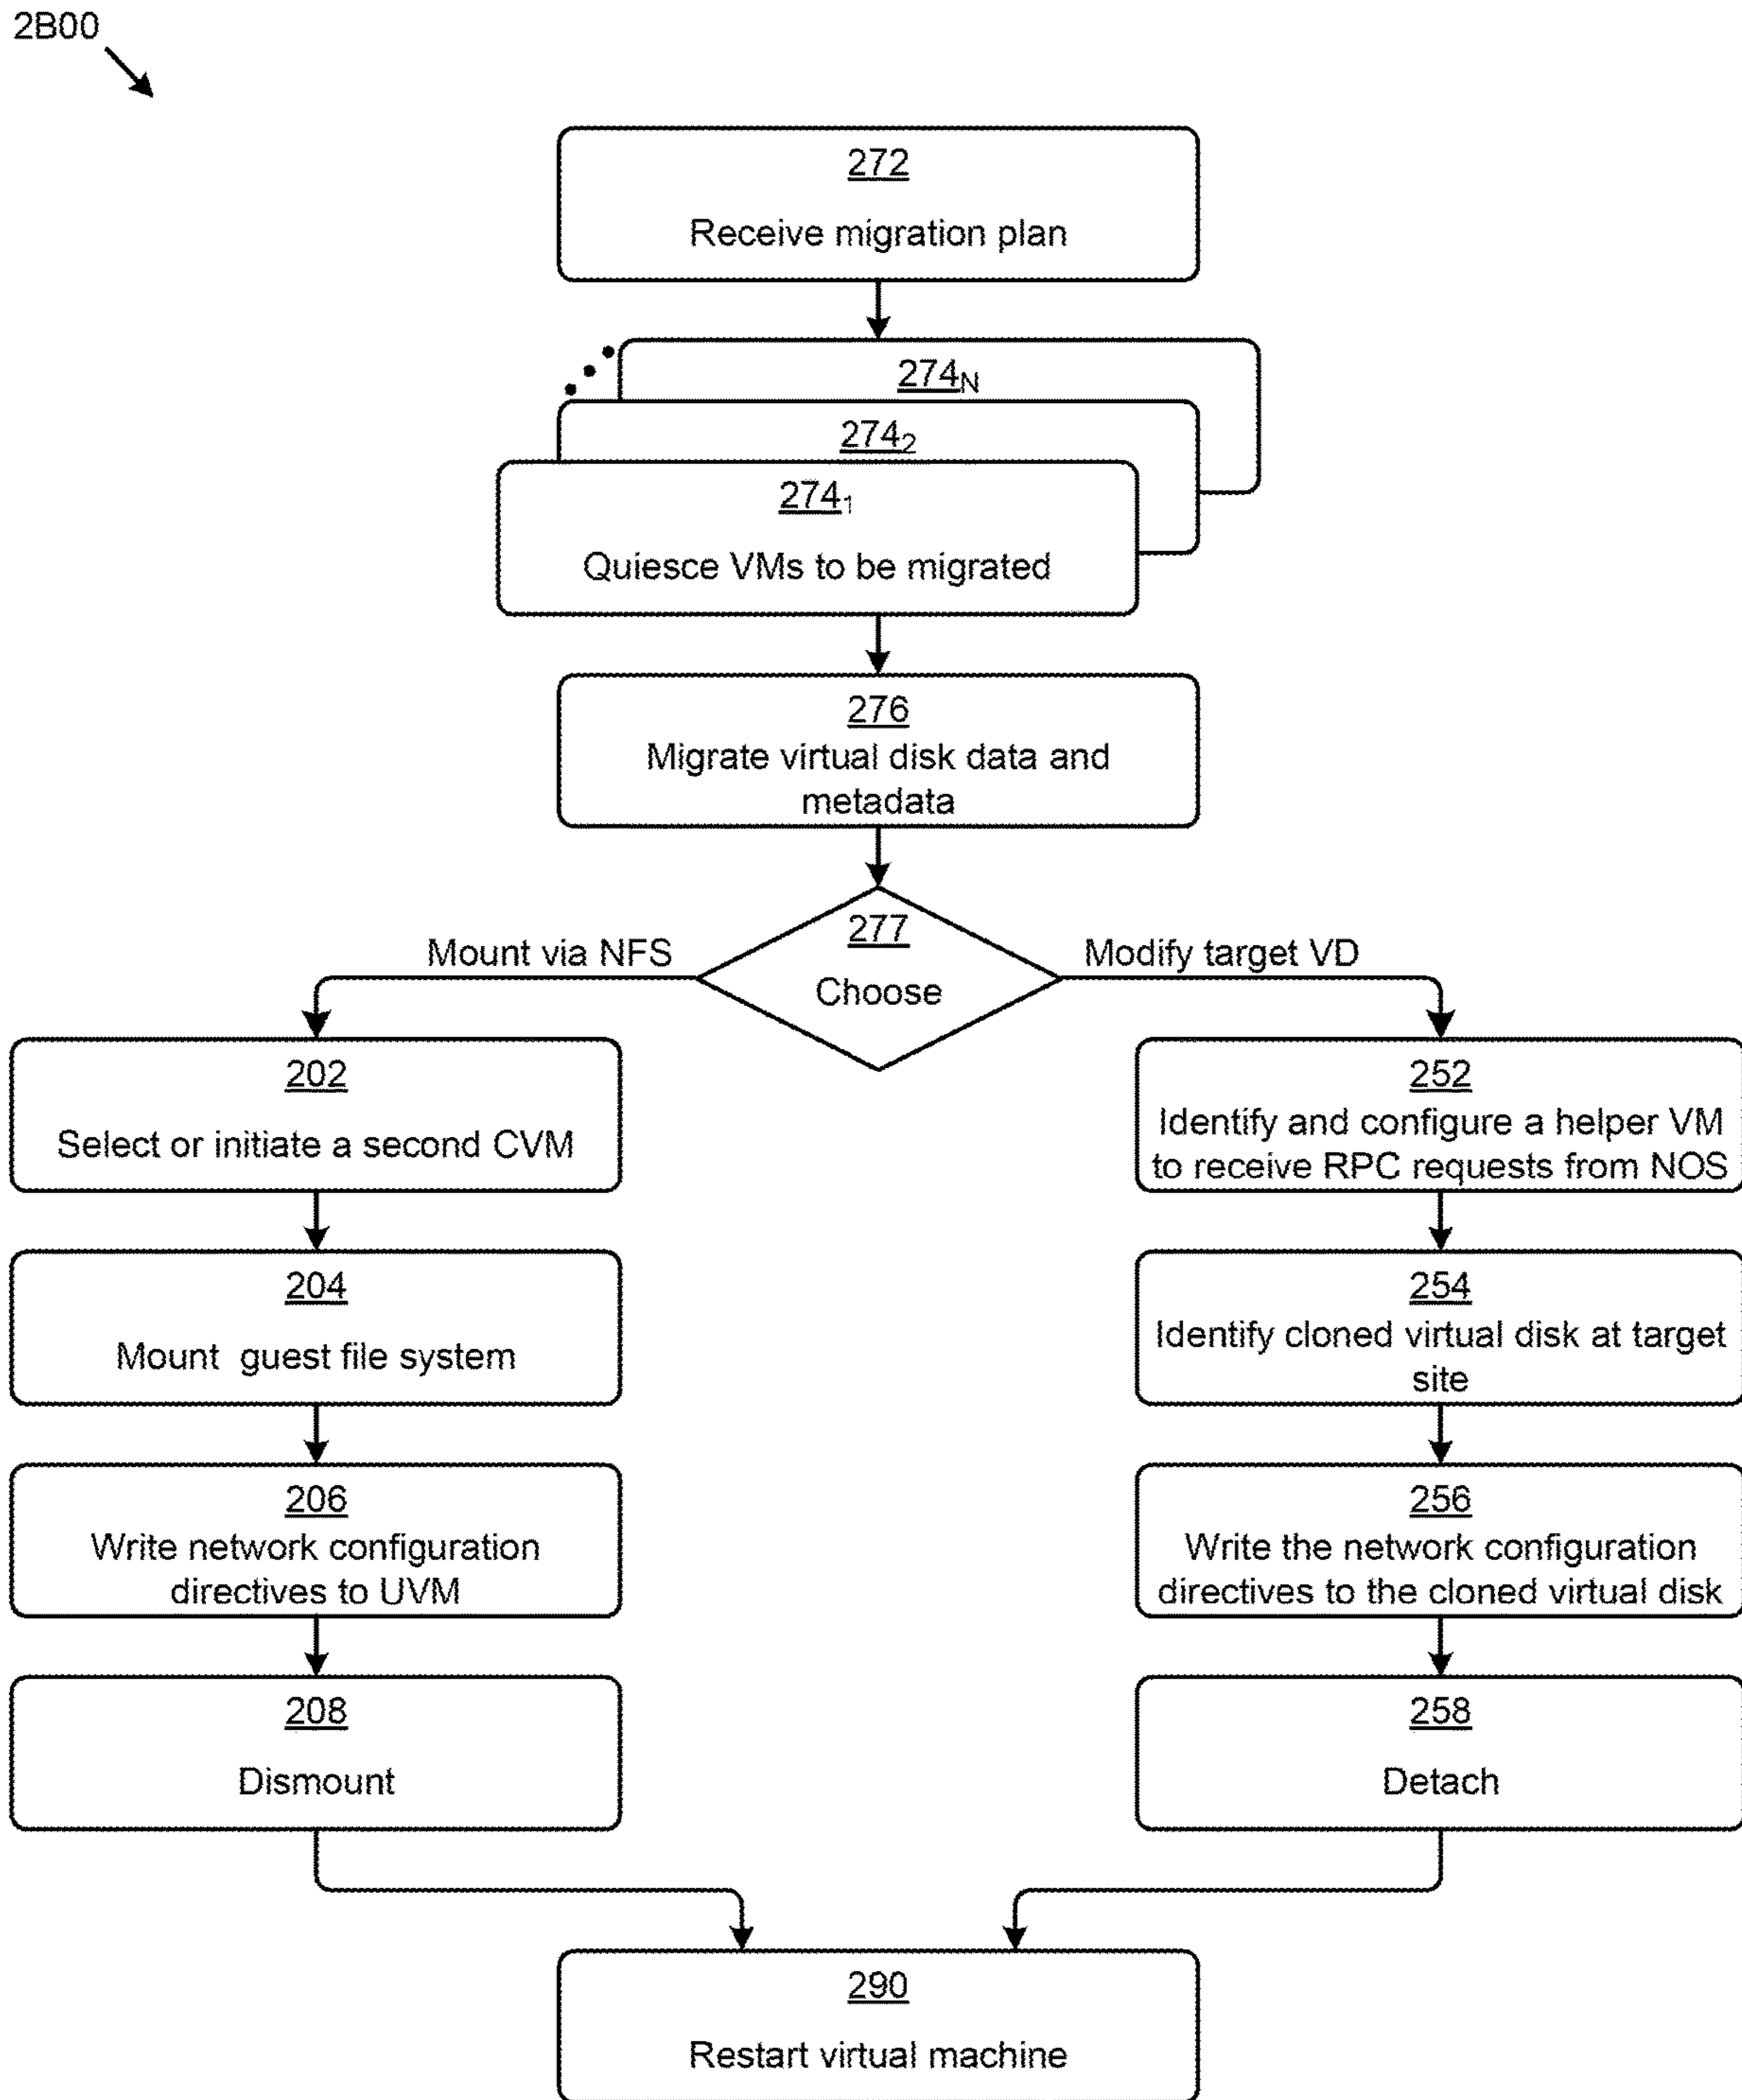 2B00
272
Receive migration plan
274N
2742
2741
Quiesce VMs to be migrated
276
Migrate virtual disk data and
metadata
277
Choose
Mount via NFS
Modify target VD
202
Select or initiate a second CVM
204
Mount guest file system
206
Write network configuration
directives to UVM
208
Dismount
252
Identify and configure a helper VM
to receive RPC requests from NOS
254
Identify cloned virtual disk at target
site
256
Write the network configuration
directives to the cloned virtual disk
258
Detach
290
Restart virtual machine